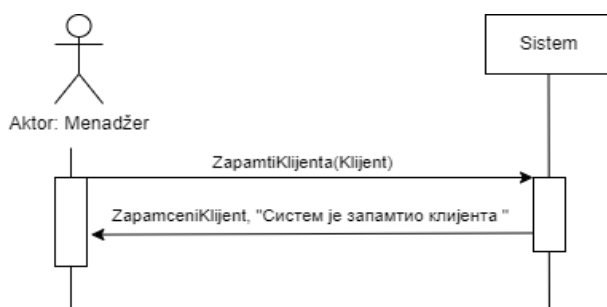 Sistem
Aktor: Menadžer
ZapamtiKlijenta(Klijent)
ZapamceniKlijent, "Систем је запамтио клијента "